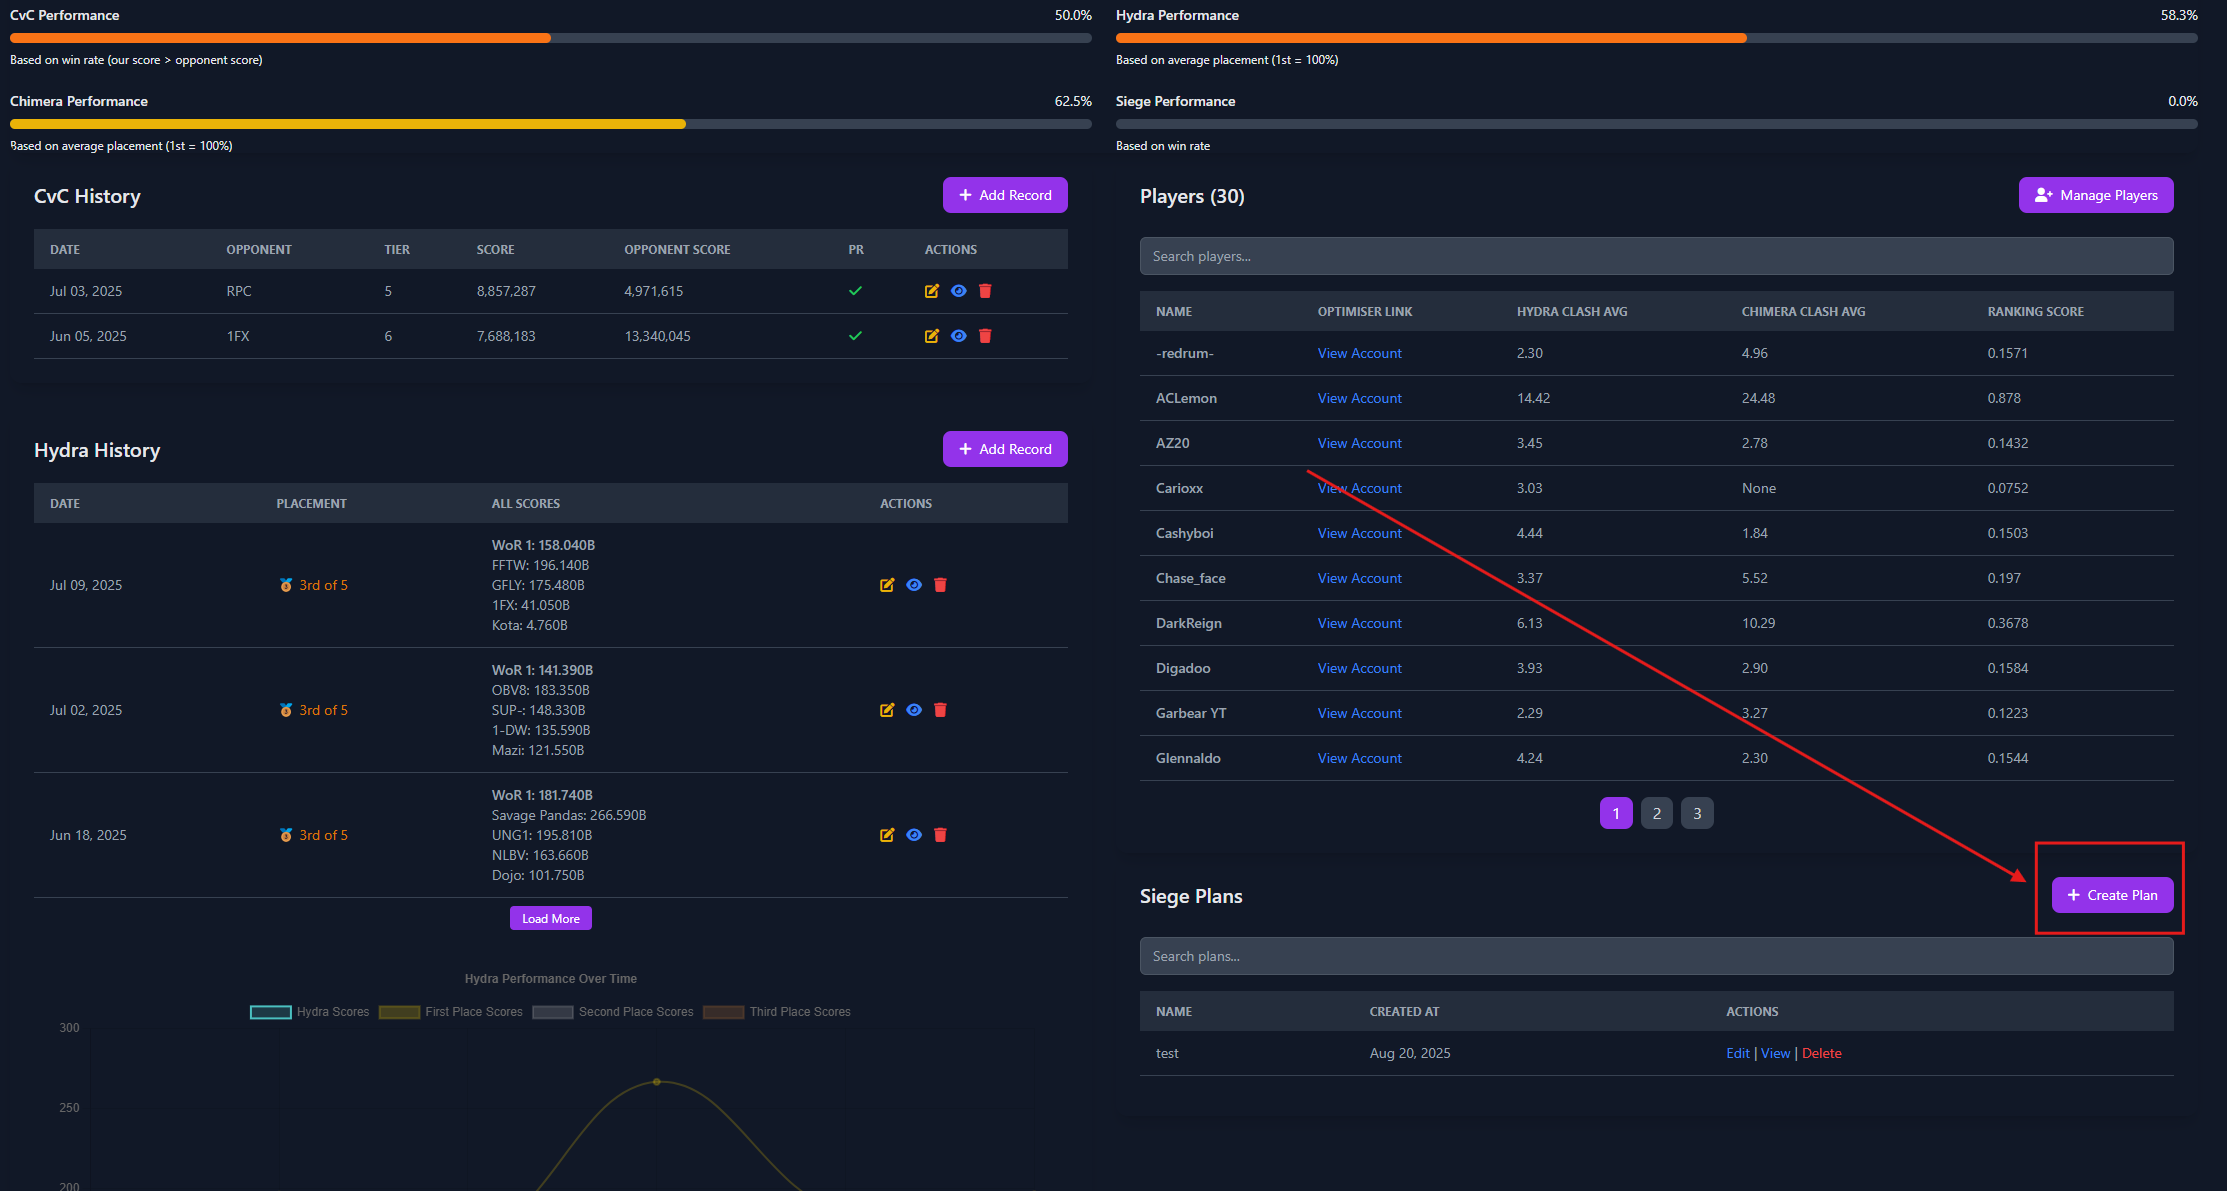 CvC Performance 50.0%
Based on win rate (our score > opponent score)
Hydra Performance 58.3%
Based on average placement (1st = 100%)
Chimera Performance 62.5%
Based on average placement (1st = 100%)
Siege Performance 0.0%
Based on win rate
CvC History
Add Record
DATE OPPONENT TIER SCORE OPPONENT SCORE PR ACTIONS
Jul 03, 2025 RPC 5 8,857,287 4,971,615
Jun 05, 2025 1FX 6 7,688,183 13,340,045
Hydra History
Add Record
DATE PLACEMENT ALL SCORES ACTIONS
Jul 09, 2025 3rd of 5
WoR 1: 158.040B
FFTW: 196.140B
GFLY: 175.480B
1FX: 41.050B
Kota: 4.760B
Jul 02, 2025 3rd of 5
WoR 1: 141.390B
OBV8: 183.350B
SUP-: 148.330B
1-DW: 135.590B
Mazi: 121.550B
Jun 18, 2025 3rd of 5
WoR 1: 181.740B
Savage Pandas: 266.590B
UNG1: 195.810B
NLBV: 163.660B
Dojo: 101.750B
Load More
Hydra Performance Over Time
Hydra Scores First Place Scores Second Place Scores Third Place Scores
300
250
200
Players (30)
Manage Players
Search players...
NAME OPTIMISER LINK HYDRA CLASH AVG CHIMERA CLASH AVG RANKING SCORE
-redrum- View Account 2.30 4.96 0.1571
ACLemon View Account 14.42 24.48 0.878
AZ20 View Account 3.45 2.78 0.1432
Carioxx View Account 3.03 None 0.0752
Cashyboi View Account 4.44 1.84 0.1503
Chase_face View Account 3.37 5.52 0.197
DarkReign View Account 6.13 10.29 0.3678
Digadoo View Account 3.93 2.90 0.1584
Garbear YT View Account 2.29 3.27 0.1223
Glennaldo View Account 4.24 2.30 0.1544
1 2 3
Siege Plans
Create Plan
Search plans...
NAME CREATED AT ACTIONS
test Aug 20, 2025 Edit | View | Delete